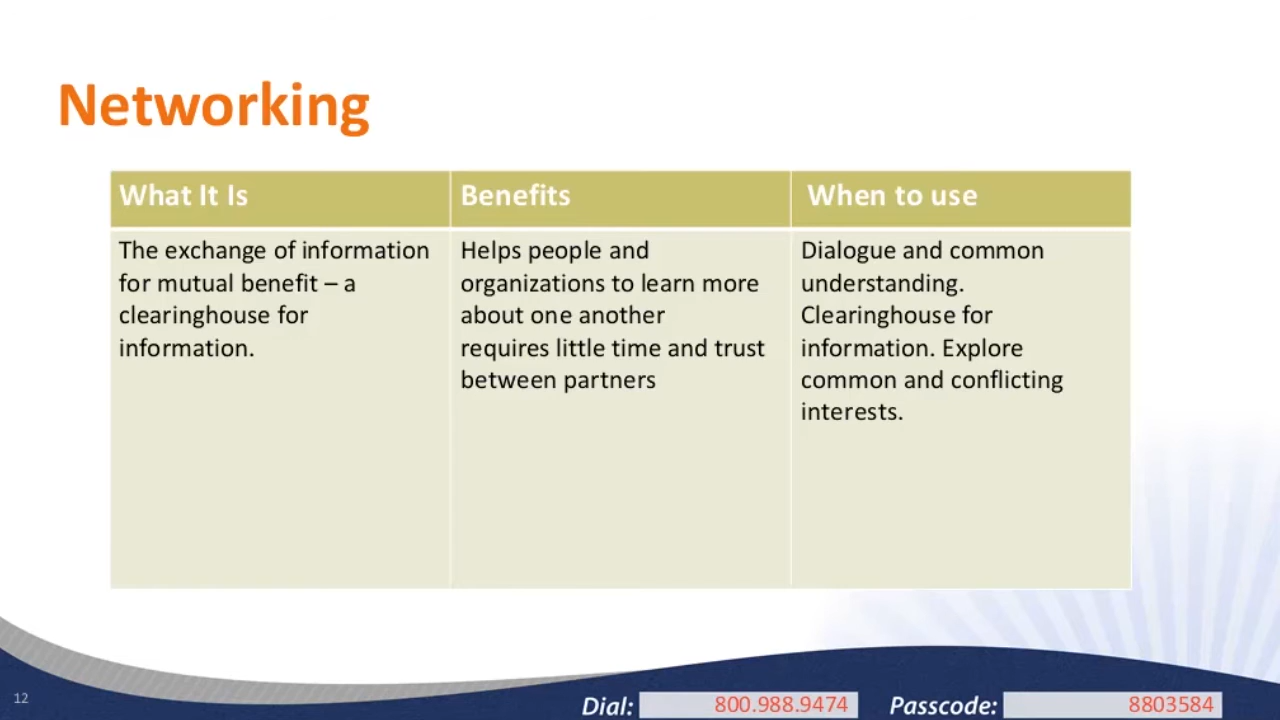 Networking
What It Is
Benefits
When to use
The exchange of information
for mutual benefit – a
clearinghouse for
information.
Helps people and
organizations to learn more
about one another
requires little time and trust
between partners
Dialogue and common
understanding.
Clearinghouse for
information. Explore
common and conflicting
interests.
12
Dial: 800.988.9474 Passcode: 8803584